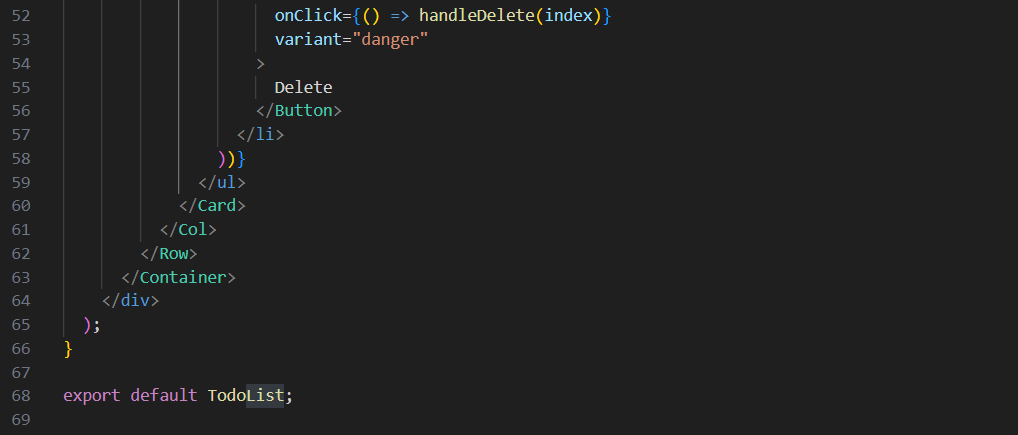 52 onClick={() => handleDelete(index)}
53 variant="danger"
54 >
55 Delete
56 </Button>
57 </li>
58 ))}
59 </ul>
60 </Card>
61 </Col>
62 </Row>
63 </Container>
64 </div>
65 );
66 }
67
68 export default TodoList;
69